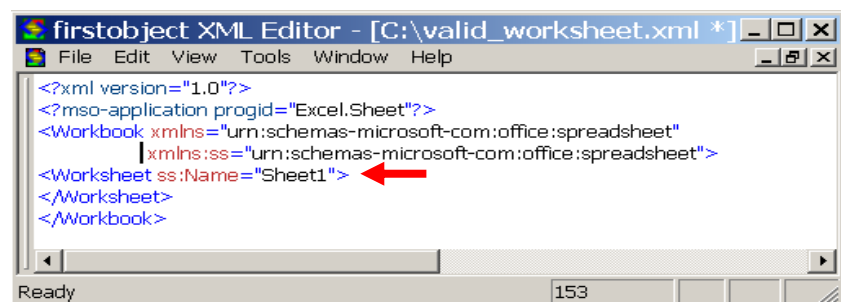 firstobject XML Editor - [C:\valid_worksheet.xml *]
File Edit View Tools Window Help
<?xml version="1.0"?>
<?mso-application progid="Excel.Sheet"?>
<Workbook xmlns="urn:schemas-microsoft-com:office:spreadsheet"
xmlns:ss="urn:schemas-microsoft-com:office:spreadsheet">
<Worksheet ss:Name="Sheet1">
</Worksheet>
</Workbook>
Ready 153